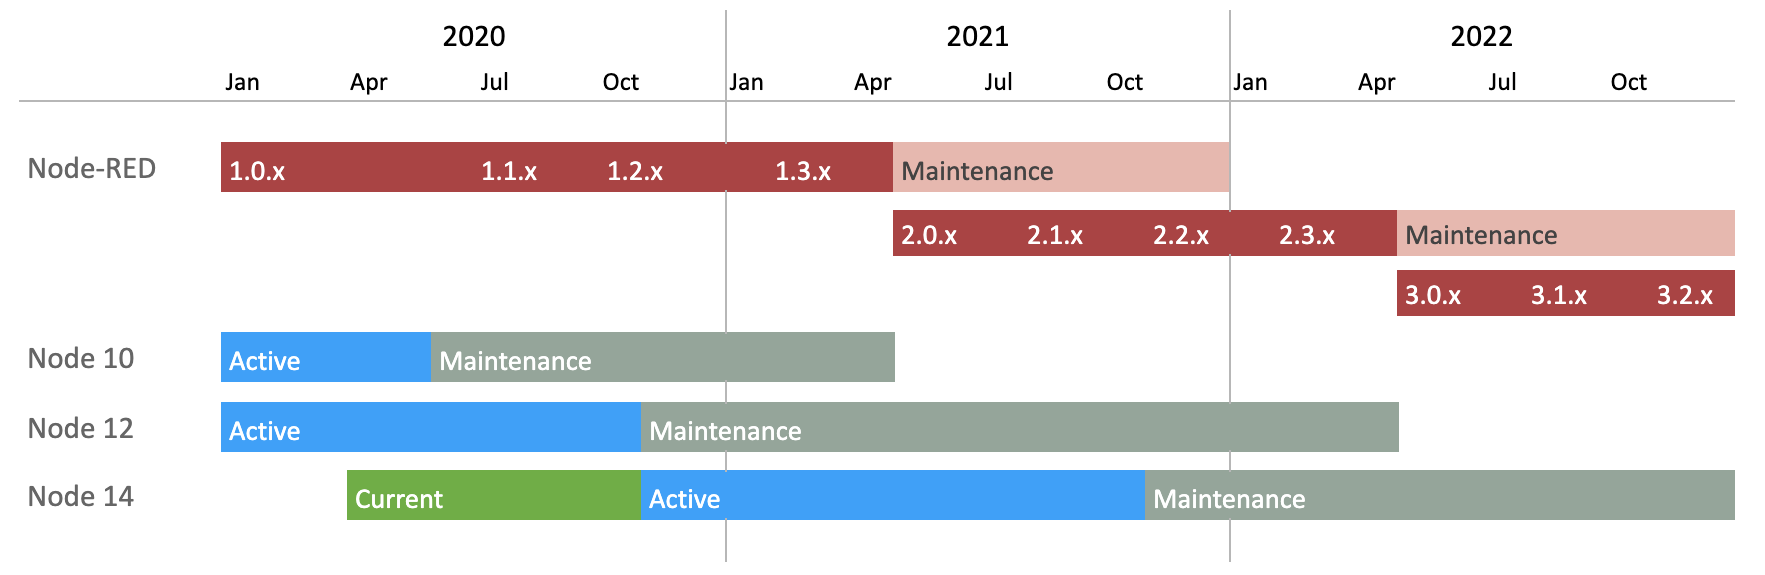 2020 2021 2022
Jan Apr Jul Oct Jan Apr Jul Oct Jan Apr Jul Oct
Node-RED 1.0.x 1.1.x 1.2.x 1.3.x Maintenance
2.0.x 2.1.x 2.2.x 2.3.x Maintenance
3.0.x 3.1.x 3.2.x
Node 10 Active Maintenance
Node 12 Active Maintenance
Node 14 Current Active Maintenance